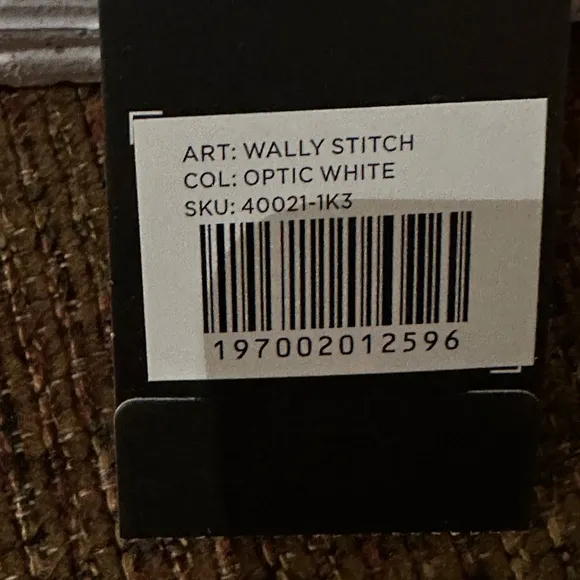 ART: WALLY STITCH
COL: OPTIC WHITE
SKU: 40021-1K3
197002012596